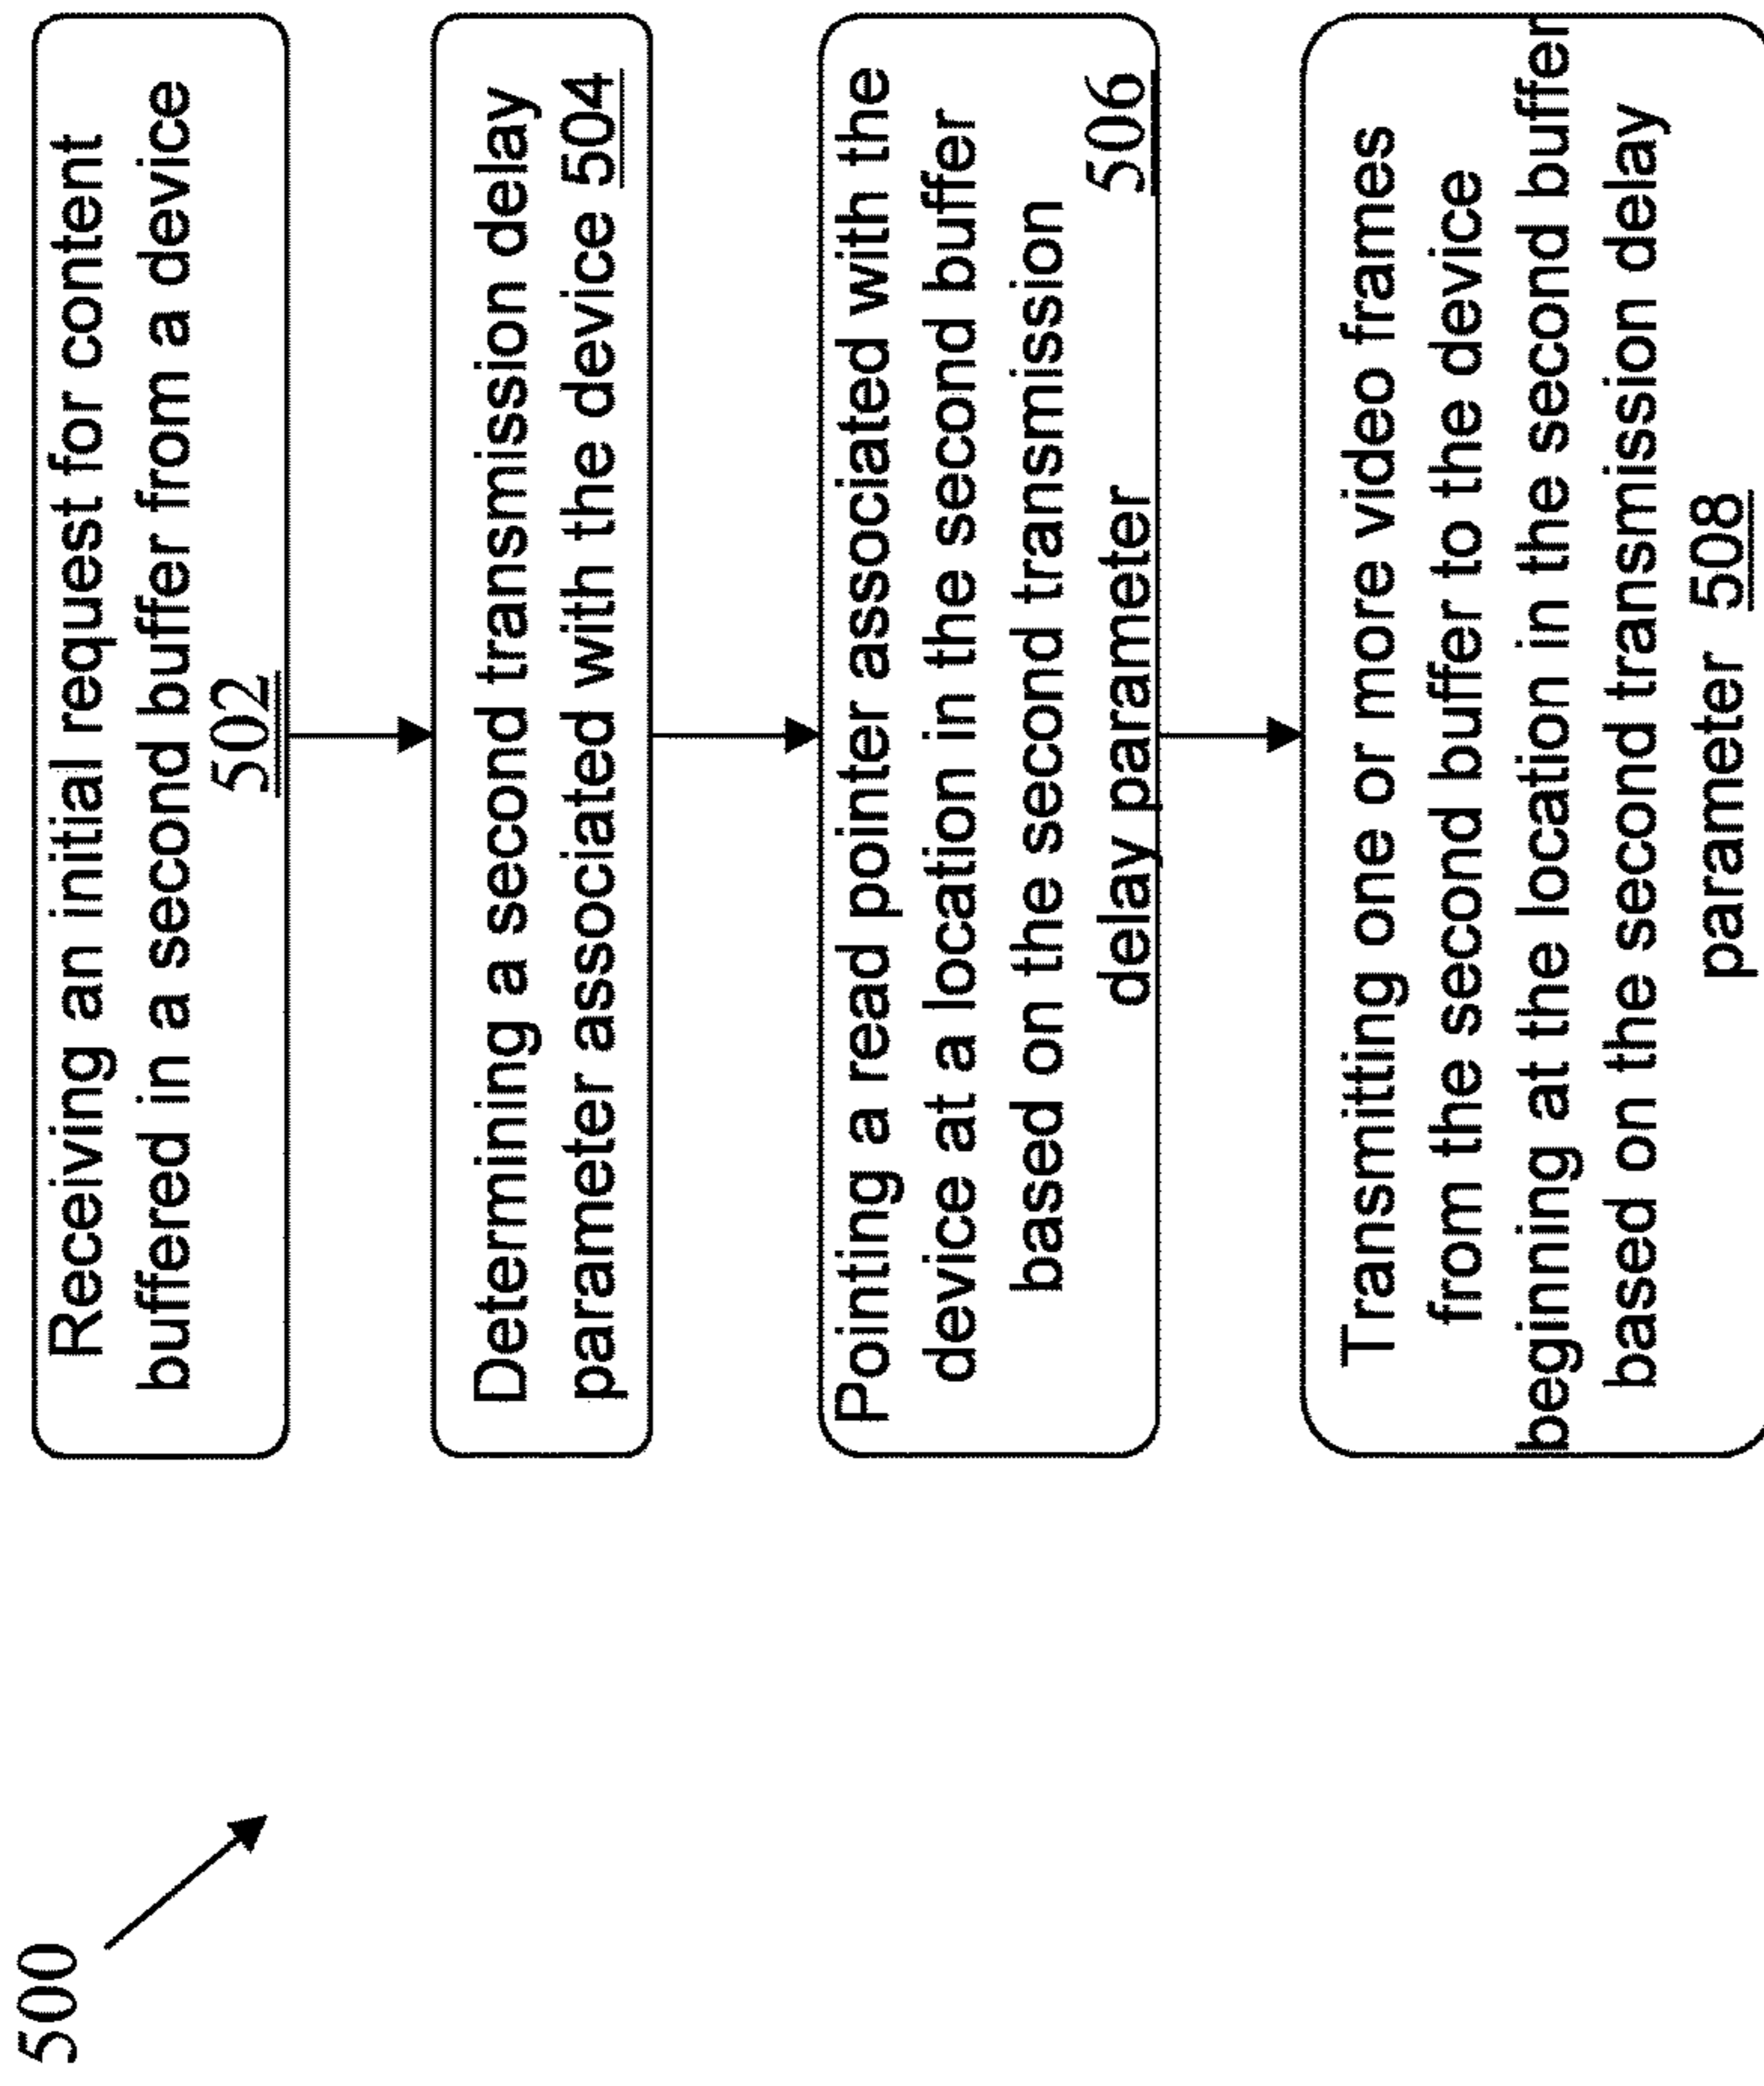 500
Receiving an initial request for content
buffered in a second buffer from a device
502
Determining a second transmission delay
parameter associated with the device 504
Pointing a read pointer associated with the
device at a location in the second buffer
based on the second transmission
delay parameter 506
Transmitting one or more video frames
from the second buffer to the device
beginning at the location in the second buffer
based on the second transmission delay
parameter 508